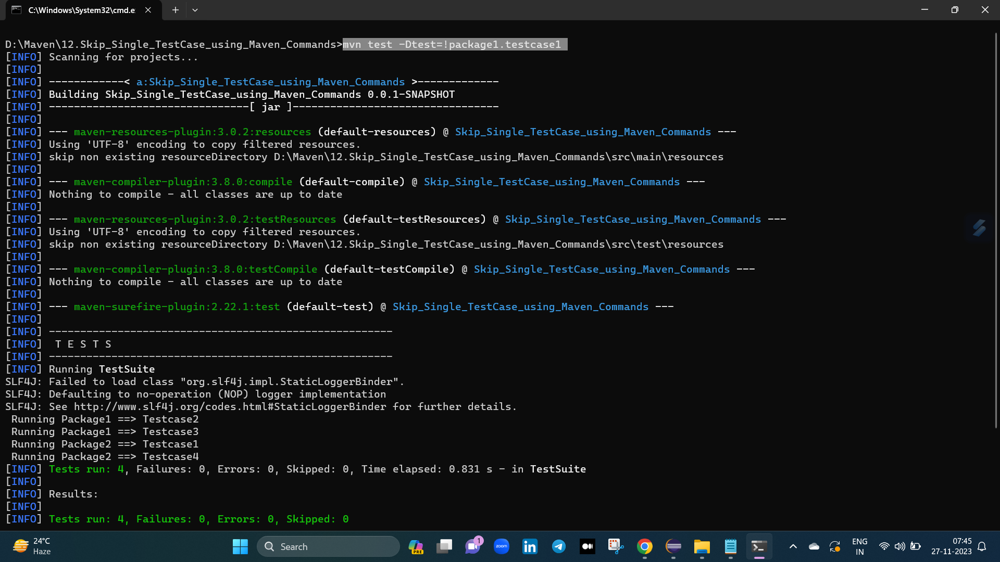 C:\Windows\System32\cmd.e
D:\Maven\12.Skip_Single_TestCase_using_Maven_Commands>mvn test -Dtest=!package1.testcase1
[INFO] Scanning for projects...
[INFO]
[INFO] ------------< a:Skip_Single_TestCase_using_Maven_Commands >-------------
[INFO] Building Skip_Single_TestCase_using_Maven_Commands 0.0.1-SNAPSHOT
[INFO] --------------------------------[ jar ]---------------------------------
[INFO]
[INFO] --- maven-resources-plugin:3.0.2:resources (default-resources) @ Skip_Single_TestCase_using_Maven_Commands ---
[INFO] Using 'UTF-8' encoding to copy filtered resources.
[INFO] skip non existing resourceDirectory D:\Maven\12.Skip_Single_TestCase_using_Maven_Commands\src\main\resources
[INFO]
[INFO] --- maven-compiler-plugin:3.8.0:compile (default-compile) @ Skip_Single_TestCase_using_Maven_Commands ---
[INFO] Nothing to compile - all classes are up to date
[INFO]
[INFO] --- maven-resources-plugin:3.0.2:testResources (default-testResources) @ Skip_Single_TestCase_using_Maven_Commands ---
[INFO] Using 'UTF-8' encoding to copy filtered resources.
[INFO] skip non existing resourceDirectory D:\Maven\12.Skip_Single_TestCase_using_Maven_Commands\src\test\resources
[INFO]
[INFO] --- maven-compiler-plugin:3.8.0:testCompile (default-testCompile) @ Skip_Single_TestCase_using_Maven_Commands ---
[INFO] Nothing to compile - all classes are up to date
[INFO]
[INFO] --- maven-surefire-plugin:2.22.1:test (default-test) @ Skip_Single_TestCase_using_Maven_Commands ---
[INFO]
[INFO] -------------------------------------------------------
[INFO]  T E S T S
[INFO] -------------------------------------------------------
[INFO] Running TestSuite
SLF4J: Failed to load class "org.slf4j.impl.StaticLoggerBinder".
SLF4J: Defaulting to no-operation (NOP) logger implementation
SLF4J: See http://www.slf4j.org/codes.html#StaticLoggerBinder for further details.
 Running Package1 ==> Testcase2
 Running Package1 ==> Testcase3
 Running Package2 ==> Testcase1
 Running Package2 ==> Testcase4
[INFO] Tests run: 4, Failures: 0, Errors: 0, Skipped: 0, Time elapsed: 0.831 s - in TestSuite
[INFO]
[INFO] Results:
[INFO]
[INFO] Tests run: 4, Failures: 0, Errors: 0, Skipped: 0
24°C
Haze
Search
PRE
1
zoom
in
ENG
IN
07:45
27-11-2023